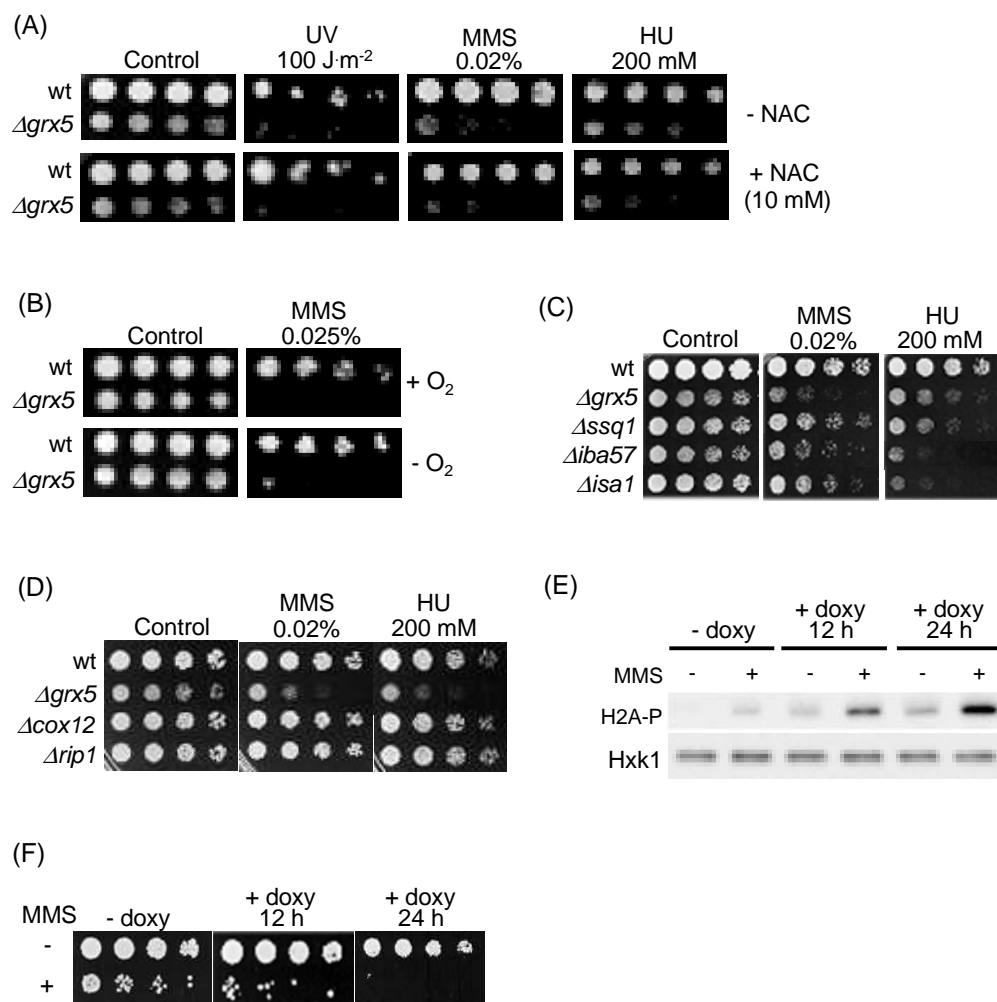 (A)
UV
MMS
HU
Control
100 J·m-2
0.02%
200 mM
wt
Δgrx5
- NAC
wt
Δgrx5
+ NAC
(10 mM)
(B)
MMS
Control
0.025%
wt
Δgrx5
+ O2
wt
Δgrx5
- O2
(C)
MMS
HU
Control
0.02%
200 mM
wt
Δgrx5
Δssq1
Δiba57
Δisa1
(D)
MMS
HU
Control
0.02%
200 mM
wt
Δgrx5
Δcox12
Δrip1
(E)
+ doxy
+ doxy
- doxy
12 h
24 h
MMS
- + - + - +
H2A-P
Hxk1
(F)
+ doxy
+ doxy
MMS
- doxy
12 h
24 h
-
+